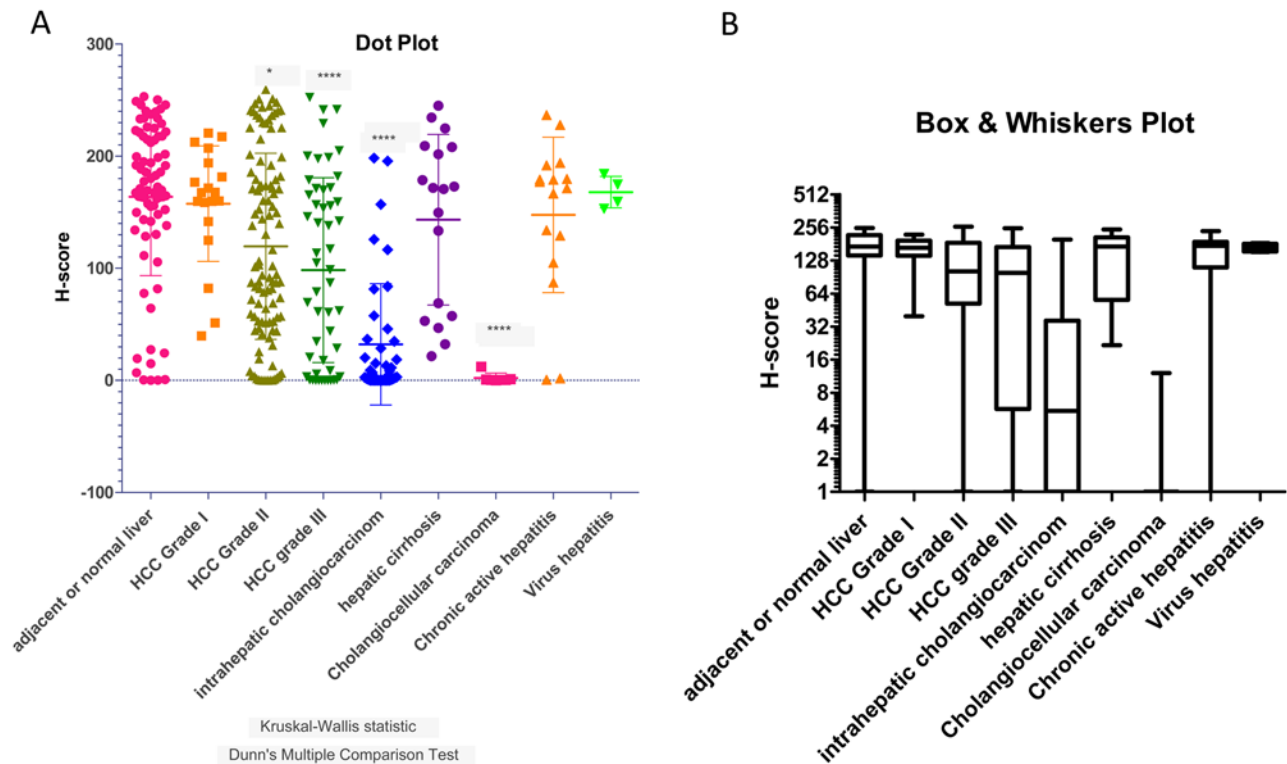 A
Dot Plot
300
200
100
0
-100
H-score
*
****
****
****
adjacent or normal liver
HCC Grade I
HCC Grade II
HCC grade III
intrahepatic cholangiocarcinom
hepatic cirrhosis
Cholangiocellular carcinoma
Chronic active hepatitis
Virus hepatitis
Kruskal-Wallis statistic
Dunn's Multiple Comparison Test
B
Box & Whiskers Plot
512
256
128
64
32
16
8
4
2
1
H-score
adjacent or normal liver
HCC Grade I
HCC Grade II
HCC grade III
intrahepatic cholangiocarcinom
hepatic cirrhosis
Cholangiocellular carcinoma
Chronic active hepatitis
Virus hepatitis